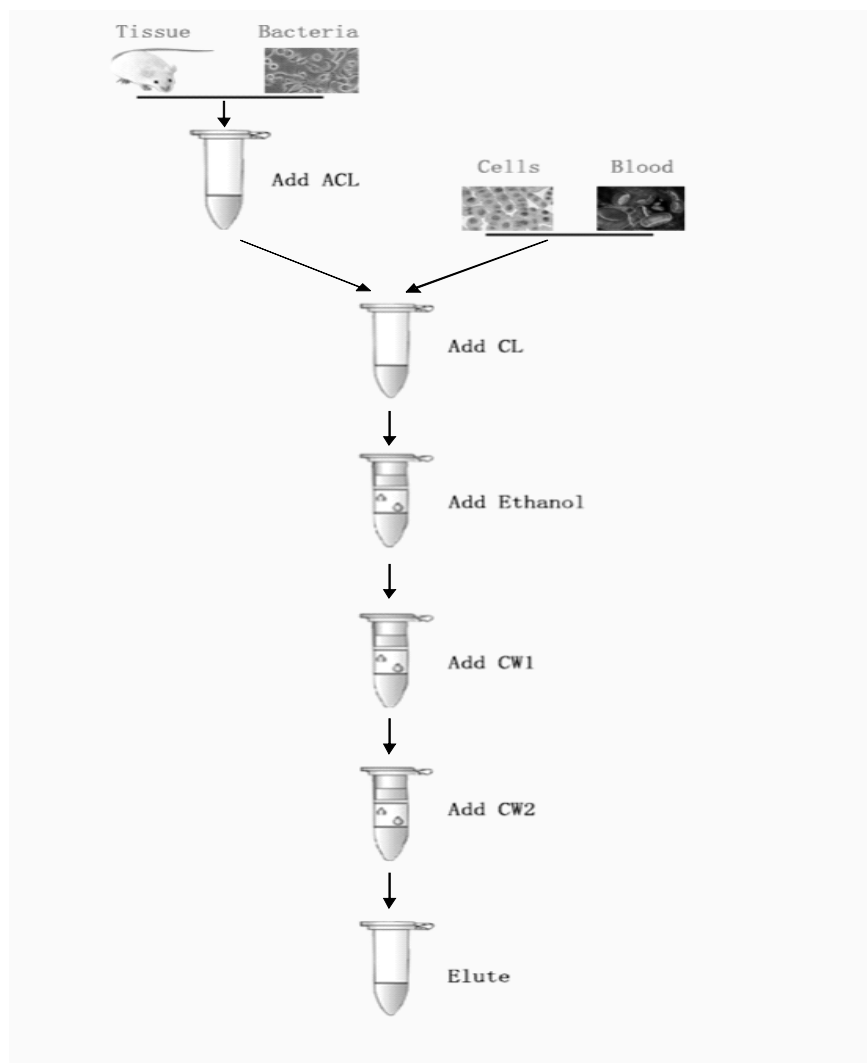 Tissue Bacteria
Add ACL
Cells Blood
Add CL
Add Ethanol
Add CW1
Add CW2
Elute